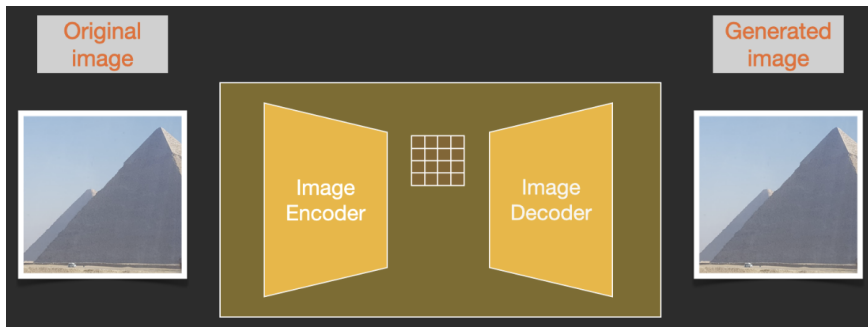 Original
image
Generated
image
Image
Encoder
Image
Decoder